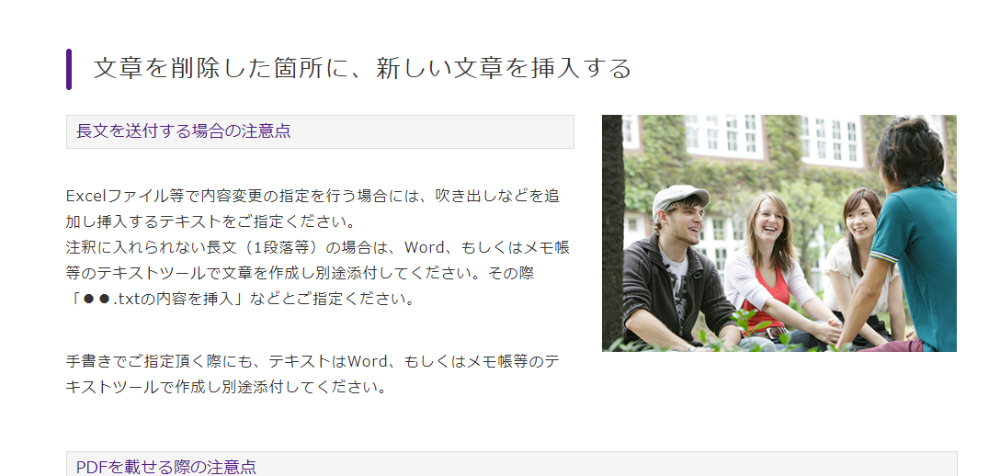 文章を削除した箇所に、新しい文章を挿入する
長文を送付する場合の注意点
Excelファイル等で内容変更の指定を行う場合には、吹き出しなどを追
加し挿入するテキストをご指定ください。
注釈に入れられない長文（1段落等）の場合は、Word、もしくはメモ帳
等のテキストツールで文章を作成し別途添付してください。その際
「●●.txtの内容を挿入」などとご指定ください。
手書きでご指定頂く際にも、テキストはWord、もしくはメモ帳等のテ
キストツールで作成し別途添付してください。
PDFを載せる際の注意点